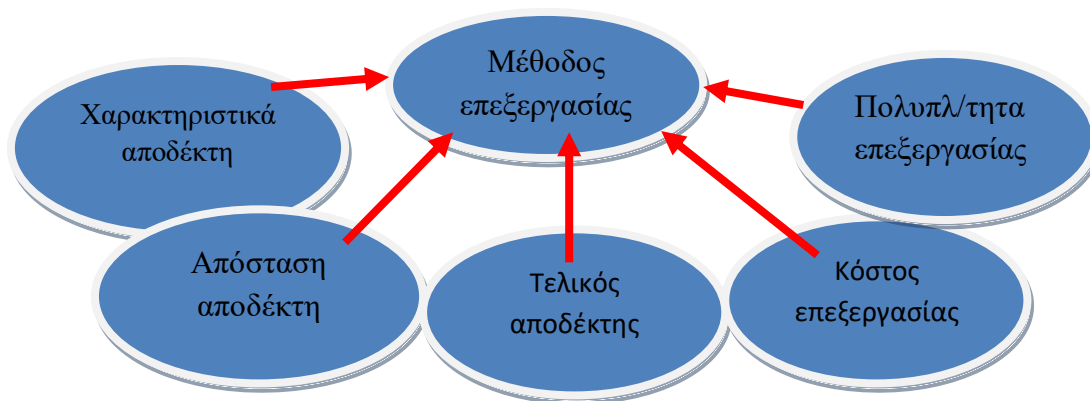 Μέθοδος
επεξεργασίας
Χαρακτηριστικά
αποδέκτη
Πολυπλ/τητα
επεξεργασίας
Απόσταση
αποδέκτη
Τελικός
αποδέκτης
Κόστος
επεξεργασίας